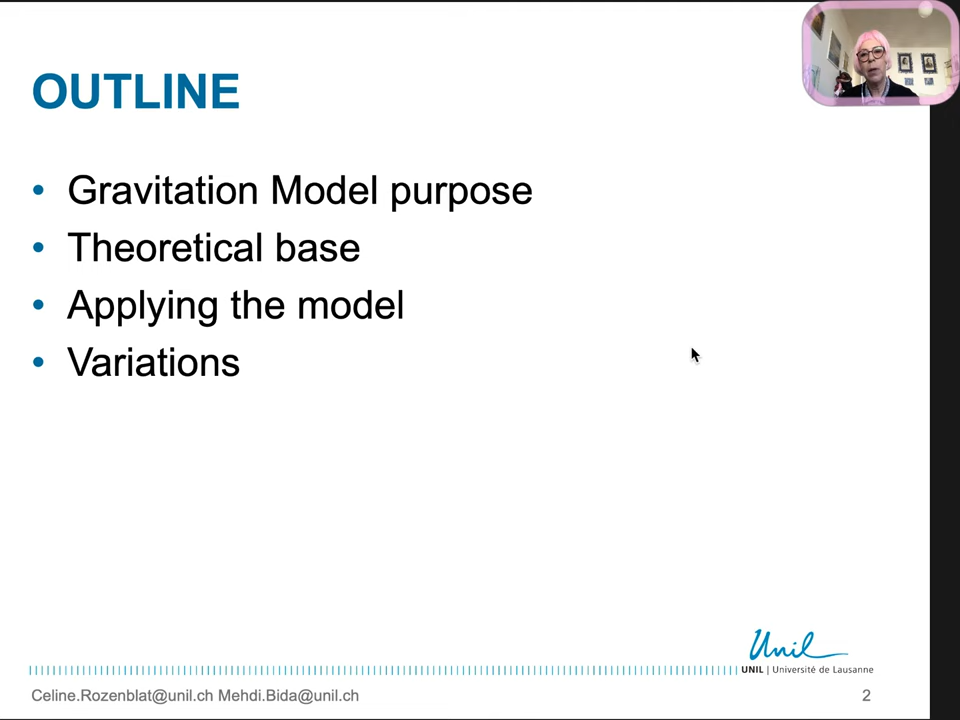 OUTLINE
• Gravitation Model purpose
• Theoretical base
• Applying the model
• Variations
Unil
UNIL | Université de Lausanne
Celine.Rozenblat@unil.ch Mehdi.Bida@unil.ch
2